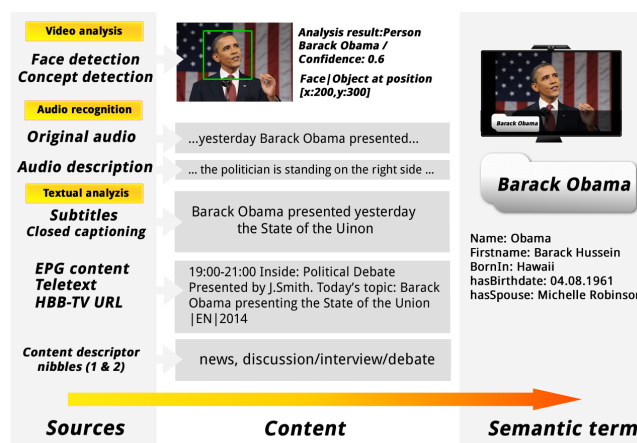 Video analysis
Face detection
Concept detection
Analysis result:Person
Barack Obama /
Confidence: 0.6
Face|Object at position
[x:200,y:300]
Audio recognition
Original audio
...yesterday Barack Obama presented...
Audio description
... the politician is standing on the right side ...
Textual analyzis
Subtitles
Closed captioning
Barack Obama presented yesterday
the State of the Uinon
EPG content
Teletext
HBB-TV URL
19:00-21:00 Inside: Political Debate
Presented by J.Smith. Today's topic: Barack
Obama presenting the State of the Union
|EN|2014
Content descriptor
nibbles (1 & 2)
news, discussion/interview/debate
Barack Obama
Barack Obama
Name: Obama
Firstname: Barack Hussein
BornIn: Hawaii
hasBirthdate: 04.08.1961
hasSpouse: Michelle Robinson
Sources
Content
Semantic term